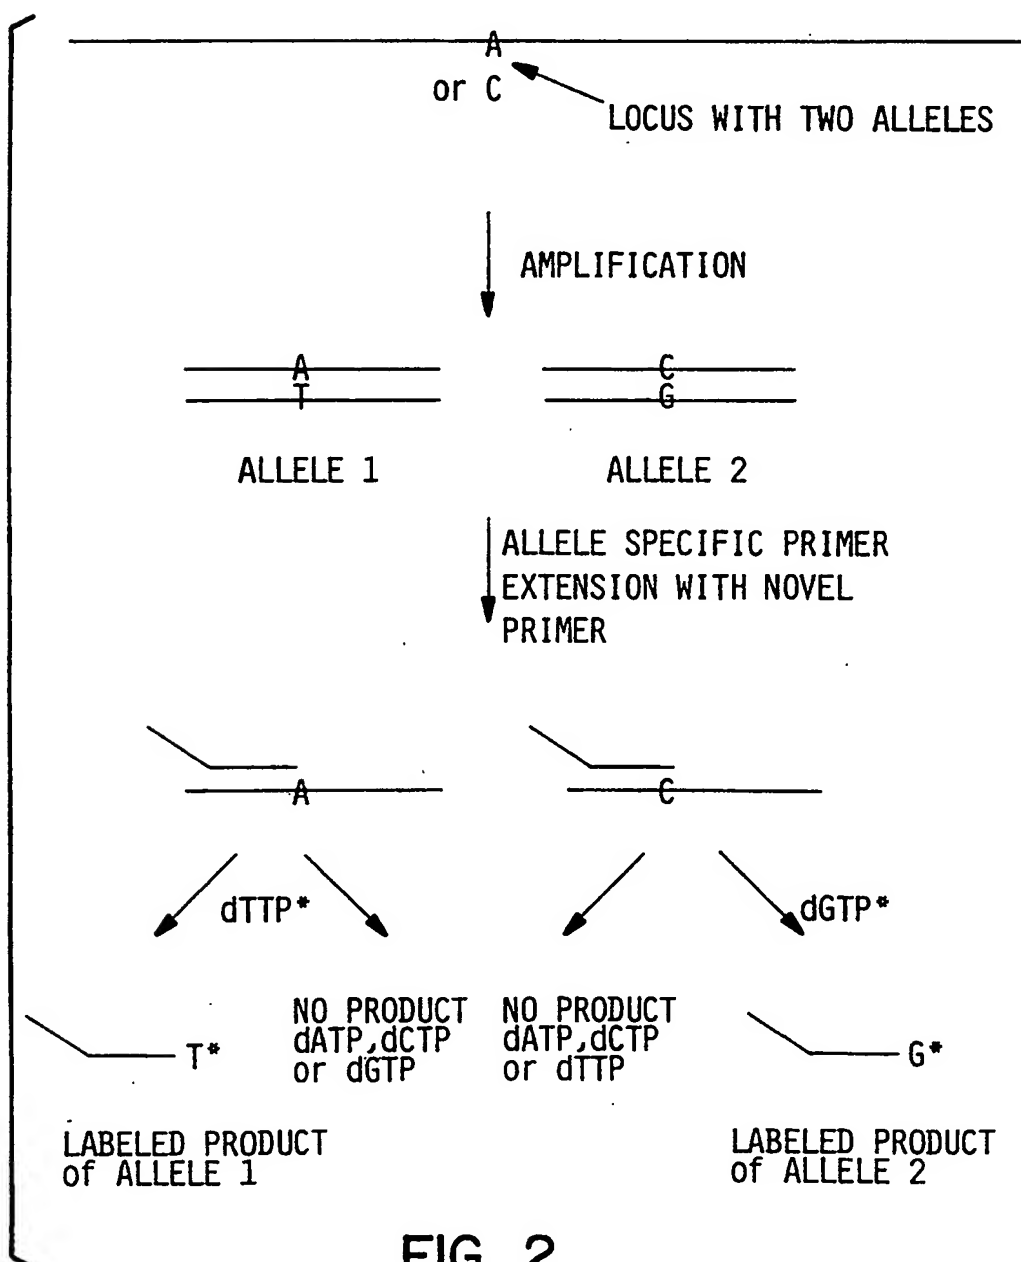 A
or C
LOCUS WITH TWO ALLELES
AMPLIFICATION
A
T
C
G
ALLELE 1
ALLELE 2
ALLELE SPECIFIC PRIMER
EXTENSION WITH NOVEL
PRIMER
A
C
dTTP*
dGTP*
T*
NO PRODUCT
dATP,dCTP
or dGTP
NO PRODUCT
dATP,dCTP
or dTTP
G*
LABELED PRODUCT
of ALLELE 1
LABELED PRODUCT
of ALLELE 2
FIG. 2